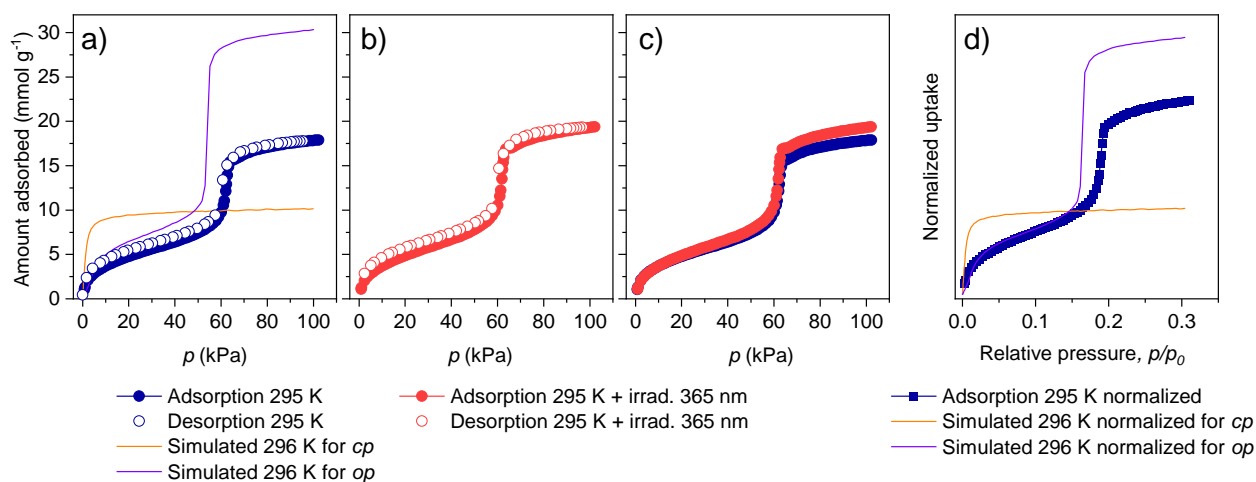 a)
b)
c)
d)
Amount adsorbed (mmol g⁻¹)
30
25
20
15
10
5
0
0 20 40 60 80 100
0 20 40 60 80 100
0 20 40 60 80 100
Normalized uptake
0.0 0.1 0.2 0.3
p (kPa)
p (kPa)
p (kPa)
Relative pressure, p/p₀
Adsorption 295 K
Desorption 295 K
Simulated 296 K for cp
Simulated 296 K for op
Adsorption 295 K + irrad. 365 nm
Desorption 295 K + irrad. 365 nm
Adsorption 295 K normalized
Simulated 296 K normalized for cp
Simulated 296 K normalized for op